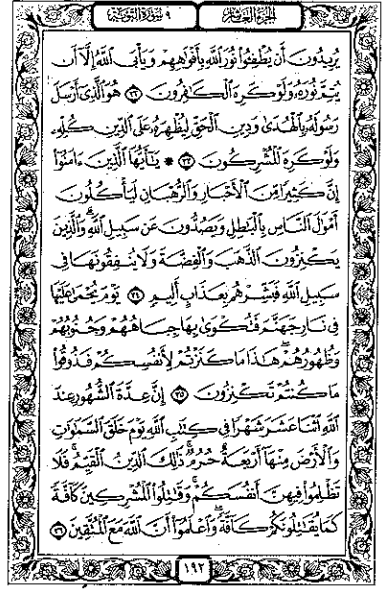 الجزء العاشر
٩ سورة التوبة
يُرِيدُونَ أَن يُطْفِـُٔوا۟ نُورَ ٱللَّهِ بِأَفْوَٰهِهِمْ وَيَأْبَى ٱللَّهُ إِلَّآ أَن
يُتِمَّ نُورَهُۥ وَلَوْ كَرِهَ ٱلْكَٰفِرُونَ ٣٢ هُوَ ٱلَّذِىٓ أَرْسَلَ
رَسُولَهُۥ بِٱلْهُدَىٰ وَدِينِ ٱلْحَقِّ لِيُظْهِرَهُۥ عَلَى ٱلدِّينِ كُلِّهِۦ
وَلَوْ كَرِهَ ٱلْمُشْرِكُونَ ٣٣ ۞ يَٰٓأَيُّهَا ٱلَّذِينَ ءَامَنُوٓا۟
إِنَّ كَثِيرًا مِّنَ ٱلْأَحْبَارِ وَٱلرُّهْبَانِ لَيَأْكُلُونَ
أَمْوَٰلَ ٱلنَّاسِ بِٱلْبَٰطِلِ وَيَصُدُّونَ عَن سَبِيلِ ٱللَّهِ ۗ وَٱلَّذِينَ
يَكْنِزُونَ ٱلذَّهَبَ وَٱلْفِضَّةَ وَلَا يُنفِقُونَهَا فِى
سَبِيلِ ٱللَّهِ فَبَشِّرْهُم بِعَذَابٍ أَلِيمٍ ٣٤ يَوْمَ يُحْمَىٰ عَلَيْهَا
فِى نَارِ جَهَنَّمَ فَتُكْوَىٰ بِهَا جِبَاهُهُمْ وَجُنُوبُهُمْ
وَظُهُورُهُمْ ۖ هَٰذَا مَا كَنَزْتُمْ لِأَنفُسِكُمْ فَذُوقُوا۟
مَا كُنتُمْ تَكْنِزُونَ ٣٥ إِنَّ عِدَّةَ ٱلشُّهُورِ عِندَ
ٱللَّهِ ٱثْنَا عَشَرَ شَهْرًا فِى كِتَٰبِ ٱللَّهِ يَوْمَ خَلَقَ ٱلسَّمَٰوَٰتِ
وَٱلْأَرْضَ مِنْهَآ أَرْبَعَةٌ حُرُمٌ ۚ ذَٰلِكَ ٱلدِّينُ ٱلْقَيِّمُ ۚ فَلَا
تَظْلِمُوا۟ فِيهِنَّ أَنفُسَكُمْ ۚ وَقَٰتِلُوا۟ ٱلْمُشْرِكِينَ كَآفَّةً
كَمَا يُقَٰتِلُونَكُمْ كَآفَّةً ۚ وَٱعْلَمُوٓا۟ أَنَّ ٱللَّهَ مَعَ ٱلْمُتَّقِينَ ٣٦
١٩٢